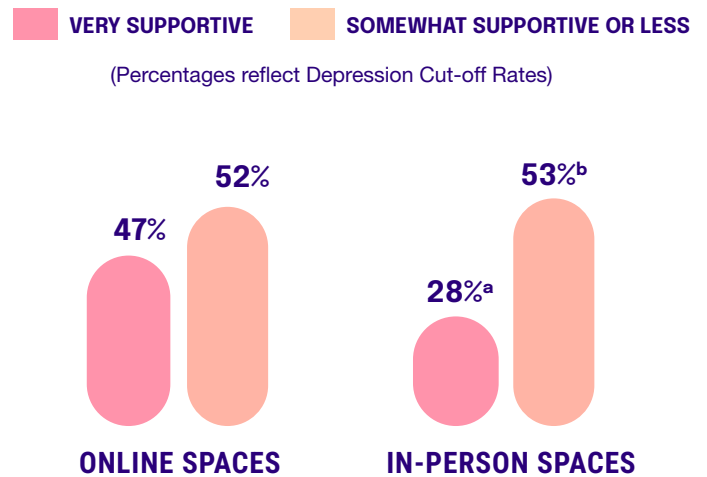 VERY SUPPORTIVE
SOMEWHAT SUPPORTIVE OR LESS
(Percentages reflect Depression Cut-off Rates)
47%
52%
28%ᵃ
53%ᵇ
ONLINE SPACES
IN-PERSON SPACES